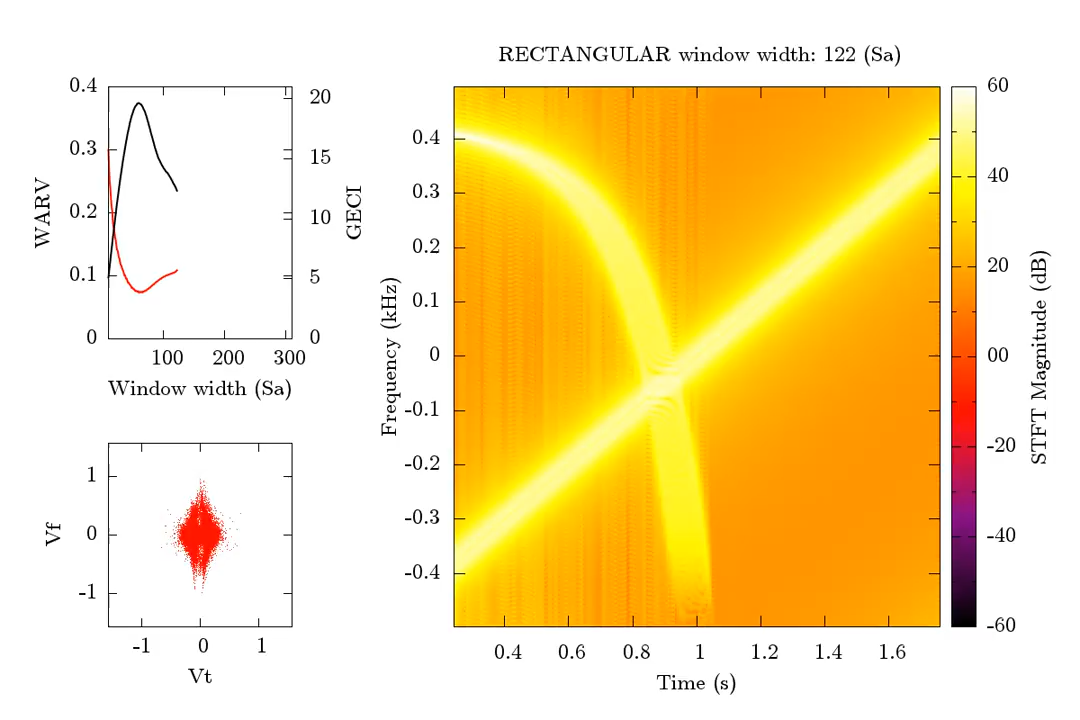 RECTANGULAR window width: 122 (Sa)
0.4
0.3
0.2
0.1
0
WARV
20
15
10
5
0
GECI
100 200 300
Window width (Sa)
1
0
-1
Vf
-1 0 1
Vt
0.4
0.3
0.2
0.1
0
-0.1
-0.2
-0.3
-0.4
Frequency (kHz)
0.4 0.6 0.8 1 1.2 1.4 1.6
Time (s)
60
40
20
00
-20
-40
-60
STFT Magnitude (dB)